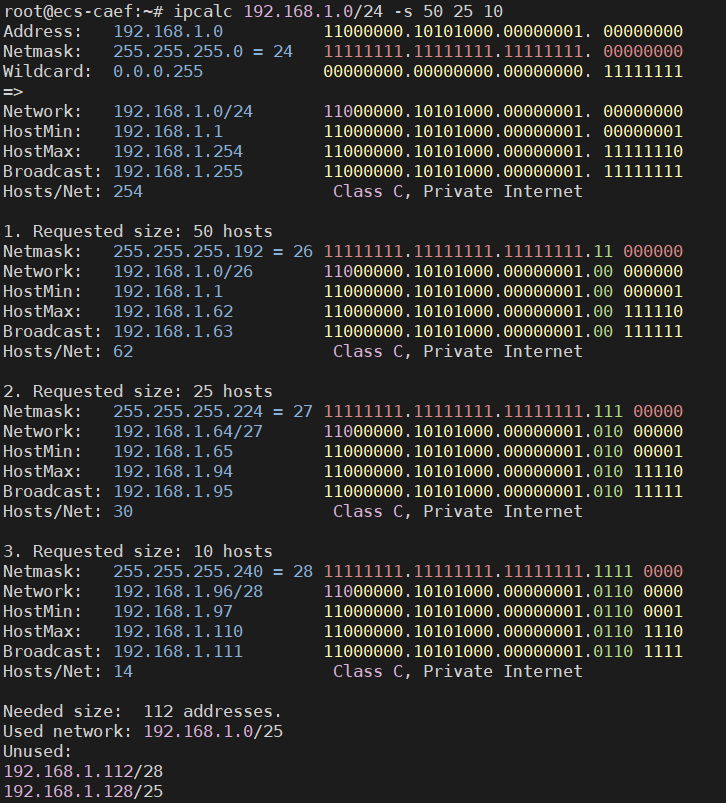 root@ecs-caef:~# ipcalc 192.168.1.0/24 -s 50 25 10
Address:   192.168.1.0          11000000.10101000.00000001. 00000000
Netmask:   255.255.255.0 = 24   11111111.11111111.11111111. 00000000
Wildcard:  0.0.0.255            00000000.00000000.00000000. 11111111
=>
Network:   192.168.1.0/24       11000000.10101000.00000001. 00000000
HostMin:   192.168.1.1          11000000.10101000.00000001. 00000001
HostMax:   192.168.1.254        11000000.10101000.00000001. 11111110
Broadcast: 192.168.1.255        11000000.10101000.00000001. 11111111
Hosts/Net: 254                   Class C, Private Internet

1. Requested size: 50 hosts
Netmask:   255.255.255.192 = 26 11111111.11111111.11111111.11 000000
Network:   192.168.1.0/26       11000000.10101000.00000001.00 000000
HostMin:   192.168.1.1          11000000.10101000.00000001.00 000001
HostMax:   192.168.1.62         11000000.10101000.00000001.00 111110
Broadcast: 192.168.1.63         11000000.10101000.00000001.00 111111
Hosts/Net: 62                    Class C, Private Internet

2. Requested size: 25 hosts
Netmask:   255.255.255.224 = 27 11111111.11111111.11111111.111 00000
Network:   192.168.1.64/27      11000000.10101000.00000001.010 00000
HostMin:   192.168.1.65         11000000.10101000.00000001.010 00001
HostMax:   192.168.1.94         11000000.10101000.00000001.010 11110
Broadcast: 192.168.1.95         11000000.10101000.00000001.010 11111
Hosts/Net: 30                    Class C, Private Internet

3. Requested size: 10 hosts
Netmask:   255.255.255.240 = 28 11111111.11111111.11111111.1111 0000
Network:   192.168.1.96/28      11000000.10101000.00000001.0110 0000
HostMin:   192.168.1.97         11000000.10101000.00000001.0110 0001
HostMax:   192.168.1.110        11000000.10101000.00000001.0110 1110
Broadcast: 192.168.1.111        11000000.10101000.00000001.0110 1111
Hosts/Net: 14                    Class C, Private Internet

Needed size:  112 addresses.
Used network: 192.168.1.0/25
Unused:
192.168.1.112/28
192.168.1.128/25